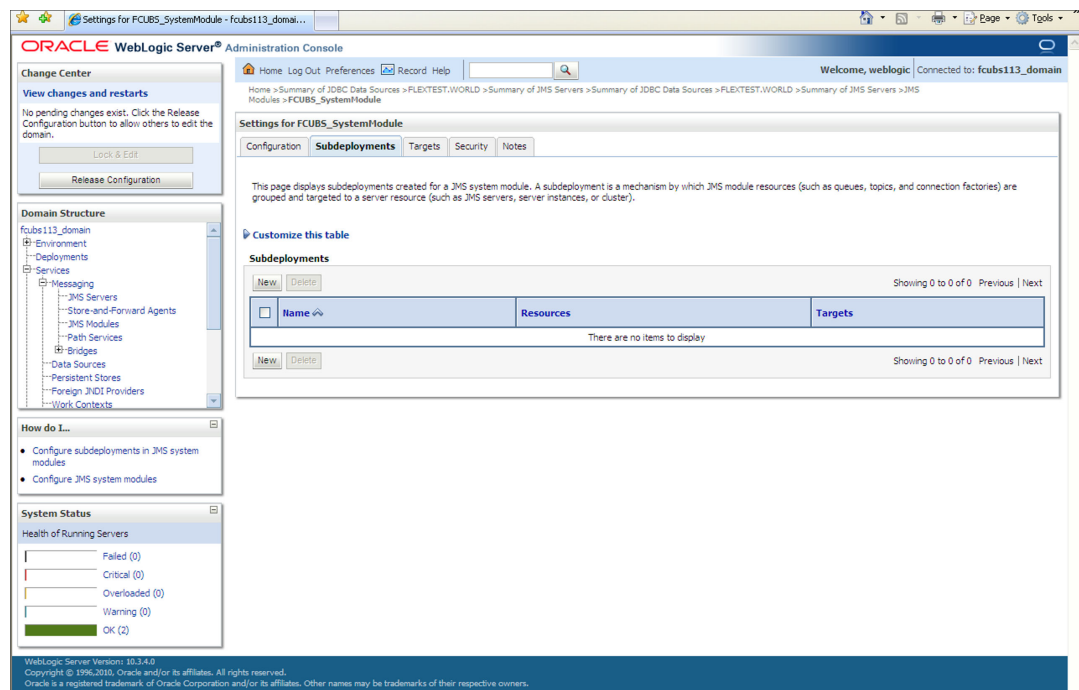 Settings for FCUBS_SystemModule - fcubs113_domai...
Page
Tools
ORACLE WebLogic Server® Administration Console
Change Center
View changes and restarts
No pending changes exist. Click the Release
Configuration button to allow others to edit the
domain.
Lock & Edit
Release Configuration
Domain Structure
fcubs113_domain
Environment
Deployments
Services
Messaging
JMS Servers
Store-and-Forward Agents
JMS Modules
Path Services
Bridges
Data Sources
Persistent Stores
Foreign JNDI Providers
Work Contexts
How do I...
Configure subdeployments in JMS system
modules
Configure JMS system modules
System Status
Health of Running Servers
Failed (0)
Critical (0)
Overloaded (0)
Warning (0)
OK (2)
Home Log Out Preferences Record Help
Welcome, weblogic Connected to: fcubs113_domain
Home >Summary of JDBC Data Sources >FLEXTEST.WORLD >Summary of JMS Servers >Summary of JDBC Data Sources >FLEXTEST.WORLD >Summary of JMS Servers >JMS
Modules >FCUBS_SystemModule
Settings for FCUBS_SystemModule
Configuration Subdeployments Targets Security Notes
This page displays subdeployments created for a JMS system module. A subdeployment is a mechanism by which JMS module resources (such as queues, topics, and connection factories) are
grouped and targeted to a server resource (such as JMS servers, server instances, or cluster).
Customize this table
Subdeployments
New Delete Showing 0 to 0 of 0 Previous | Next
Name Resources Targets
There are no items to display
New Delete Showing 0 to 0 of 0 Previous | Next
WebLogic Server Version: 10.3.4.0
Copyright © 1996,2010, Oracle and/or its affiliates. All rights reserved.
Oracle is a registered trademark of Oracle Corporation and/or its affiliates. Other names may be trademarks of their respective owners.